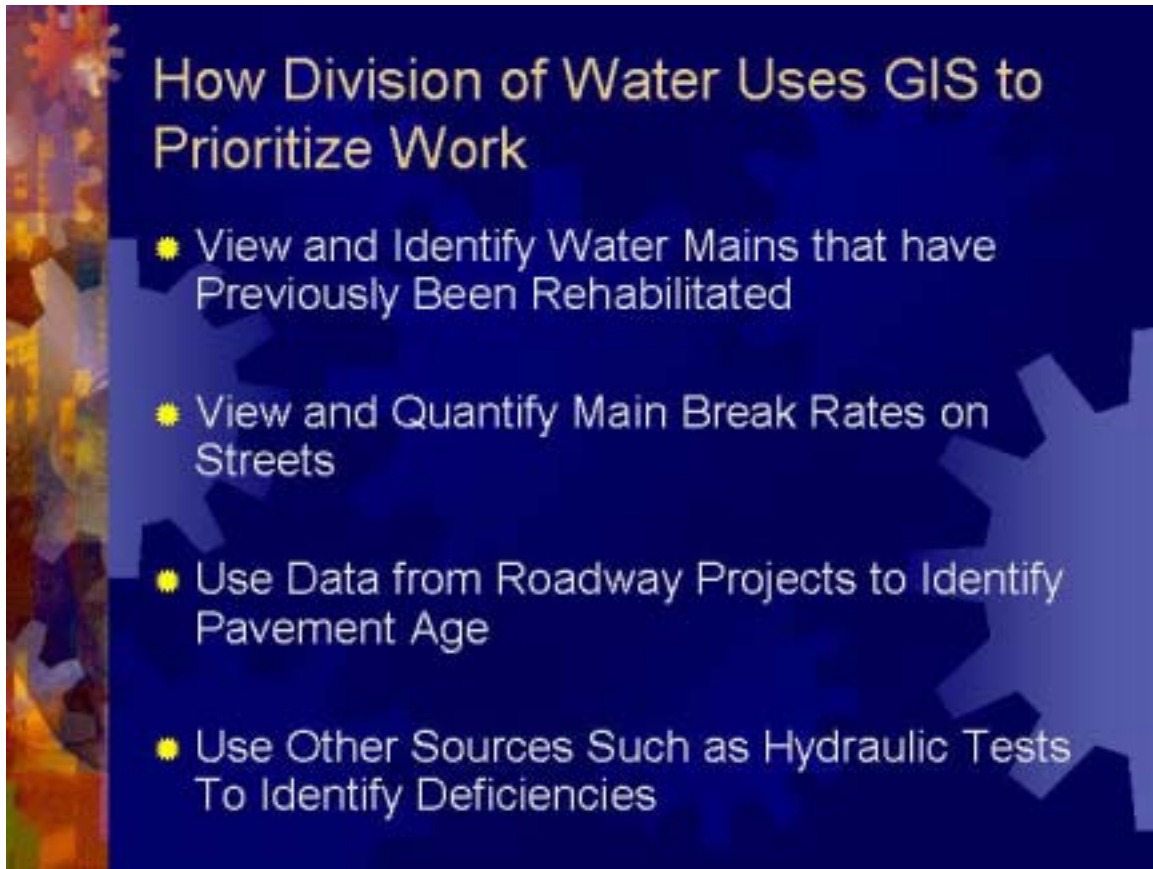 How Division of Water Uses GIS to
Prioritize Work
View and Identify Water Mains that have
Previously Been Rehabilitated
View and Quantify Main Break Rates on
Streets
Use Data from Roadway Projects to Identify
Pavement Age
Use Other Sources Such as Hydraulic Tests
To Identify Deficiencies